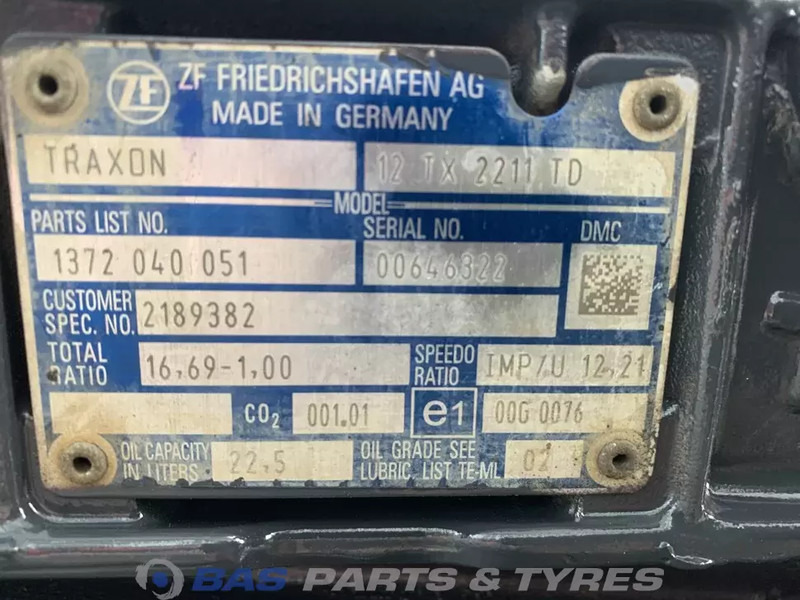 ZF ZF FRIEDRICHSHAFEN AG
MADE IN GERMANY
TRAXON 12 TX 2211 TD
MODEL
PARTS LIST NO. SERIAL NO. DMC
1372 040 051 00646322
CUSTOMER
SPEC. NO. 2189382
TOTAL
RATIO 16,69-1,00 SPEEDO
RATIO IMP/U 12,21
CO2 001.01 e1 00G 0076
OIL CAPACITY
IN LITERS 22,5 OIL GRADE SEE
LUBRIC. LIST TE-ML 02
BAS PARTS & TYRES